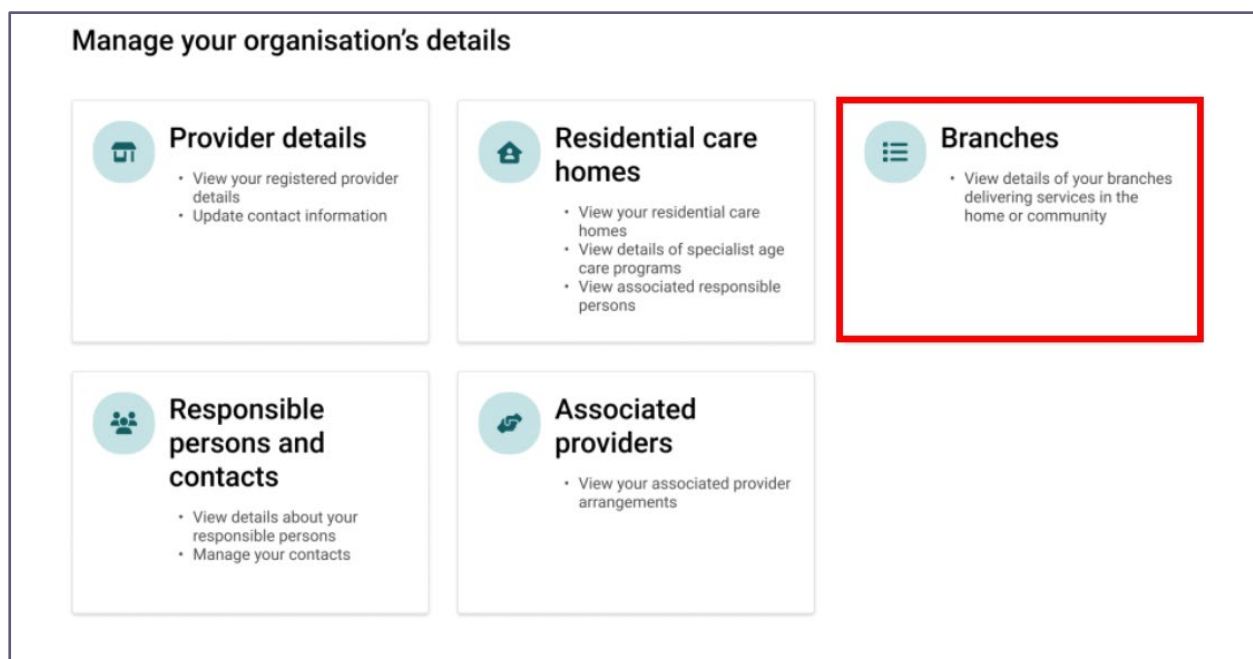 Manage your organisation's details
Provider details
• View your registered provider
details
• Update contact information
Residential care
homes
• View your residential care
homes
• View details of specialist age
care programs
• View associated responsible
persons
Branches
• View details of your branches
delivering services in the
home or community
Responsible
persons and
contacts
• View details about your
responsible persons
• Manage your contacts
Associated
providers
• View your associated provider
arrangements